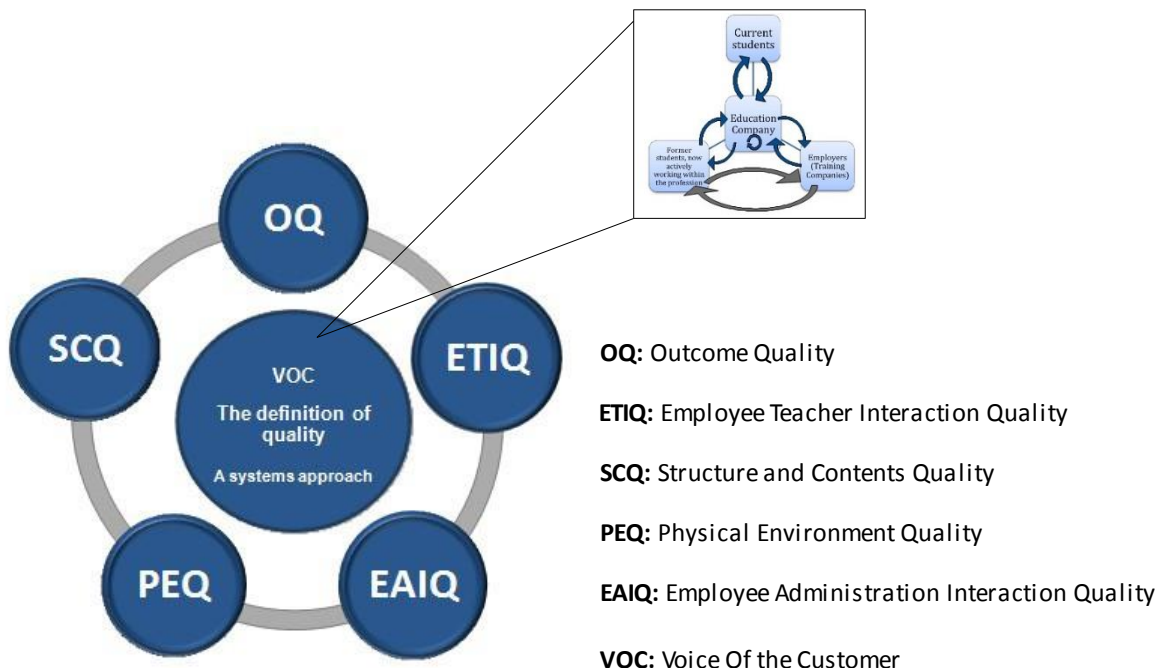 Current
students
Education
Company
Former
students, now
actively
working within
the profession
Employers
(Training
Companies)
OQ
SCQ
ETIQ
VOC
The definition of
quality
A systems approach
PEQ
EAIQ
OQ: Outcome Quality
ETIQ: Employee Teacher Interaction Quality
SCQ: Structure and Contents Quality
PEQ: Physical Environment Quality
EAIQ: Employee Administration Interaction Quality
VOC: Voice Of the Customer